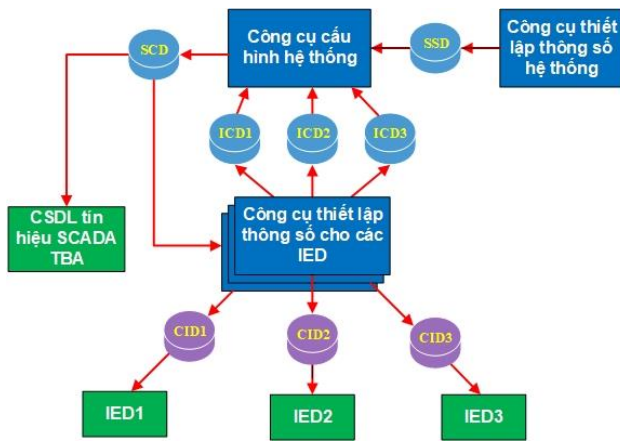 SCD
Công cụ cấu
hình hệ thống
SSD
Công cụ thiết
lập thông số
hệ thống
ICD1
ICD2
ICD3
CSDL tín
hiệu SCADA
TBA
Công cụ thiết lập
thông số cho các
IED
CID1
CID2
CID3
IED1
IED2
IED3